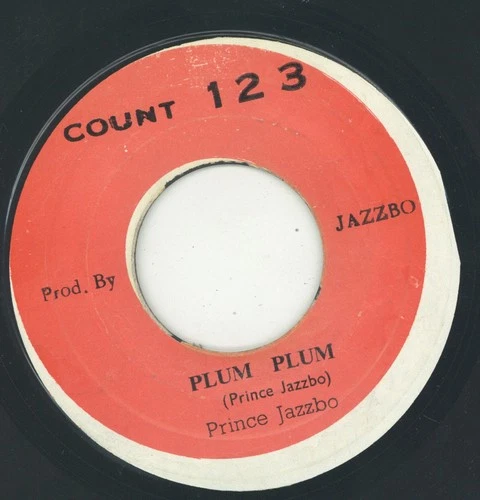 COUNT 123
JAZZBO
Prod. By
PLUM PLUM
(Prince Jazzbo)
Prince Jazzbo